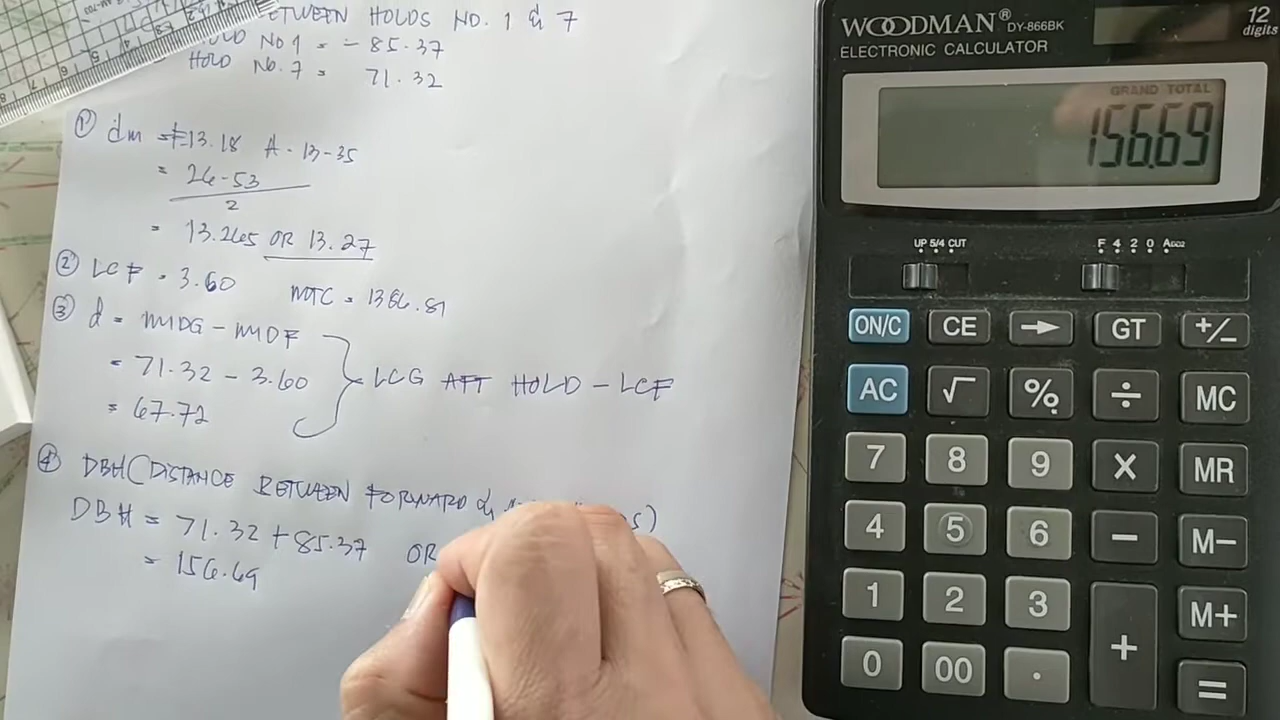 BETWEEN HOLDS NO. 1 & 7
HOLD NO 1 = - 85.37
HOLD NO. 7 = 71.32
① dm = F 13.18 A - 13-35
= 26-53
2
= 13.265 OR 13.27
② LCF = 3.60 MTC = 1386.81
③ d = MIDG - MIDF
= 71.32 - 3.60
= 67.72
LCG AFT HOLD - LCF
④ DBH (DISTANCE BETWEEN FORWARD &
DBH = 71.32 + 85.37 OR
= 156.69
WOODMAN® DY-866BK
ELECTRONIC CALCULATOR
12
digits
GRAND TOTAL
156.69
UP 5/4 CUT
F 4 2 0 ADD2
ON/C CE → GT +/-
AC √ % ÷ MC
7 8 9 X MR
4 5 6 − M−
1 2 3 + M+
0 00 . =